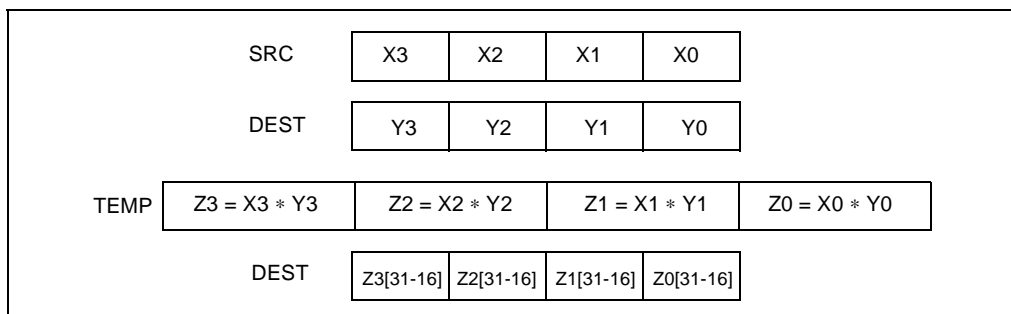 SRC X3 X2 X1 X0
DEST Y3 Y2 Y1 Y0
TEMP Z3 = X3 ∗ Y3 Z2 = X2 ∗ Y2 Z1 = X1 ∗ Y1 Z0 = X0 ∗ Y0
DEST Z3[31-16] Z2[31-16] Z1[31-16] Z0[31-16]